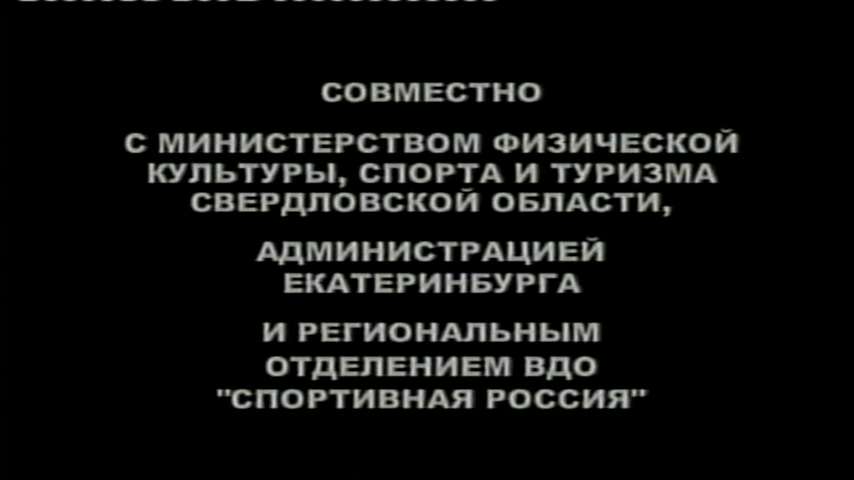 СОВМЕСТНО
С МИНИСТЕРСТВОМ ФИЗИЧЕСКОЙ
КУЛЬТУРЫ, СПОРТА И ТУРИЗМА
СВЕРДЛОВСКОЙ ОБЛАСТИ,
АДМИНИСТРАЦИЕЙ
ЕКАТЕРИНБУРГА
И РЕГИОНАЛЬНЫМ
ОТДЕЛЕНИЕМ ВДО
"СПОРТИВНАЯ РОССИЯ"